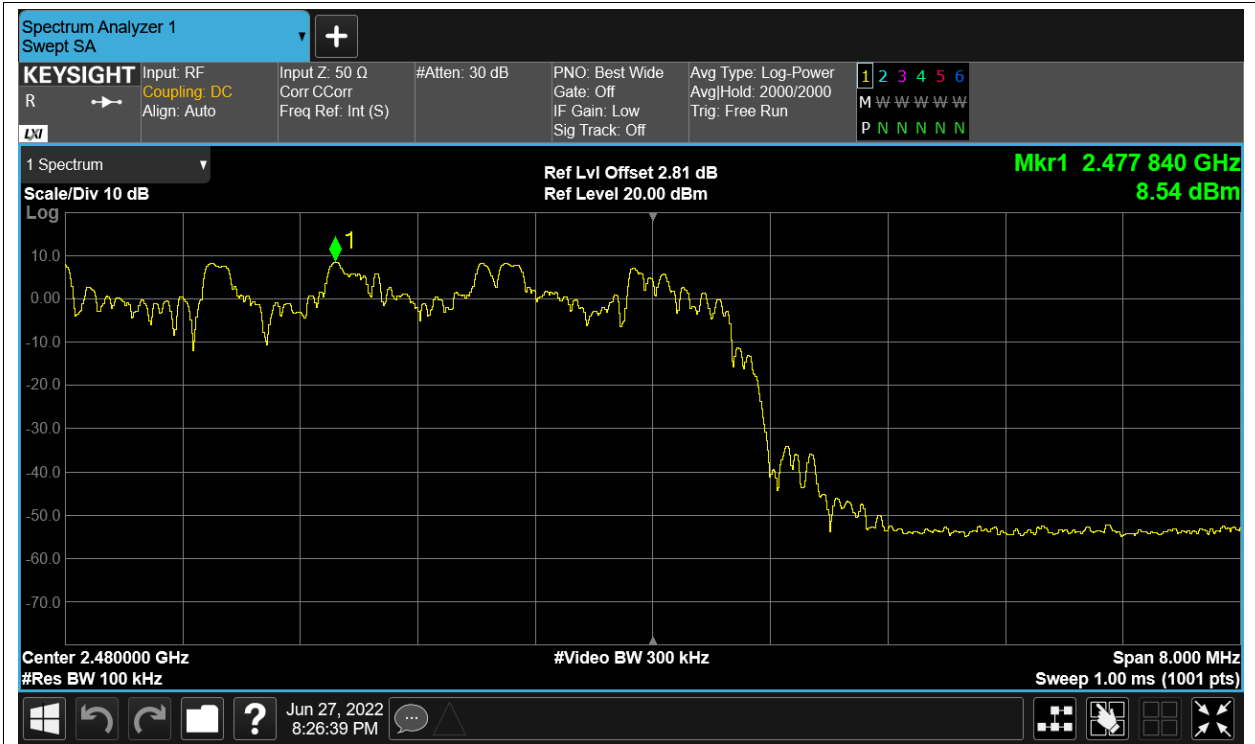 Spectrum Analyzer 1
Swept SA
KEYSIGHT
R
LXI
Input: RF
Coupling: DC
Align: Auto
Input Z: 50 Ω
Corr CCorr
Freq Ref: Int (S)
#Atten: 30 dB
PNO: Best Wide
Gate: Off
IF Gain: Low
Sig Track: Off
Avg Type: Log-Power
Avg|Hold: 2000/2000
Trig: Free Run
1 2 3 4 5 6
M W W W W W
P N N N N N
1 Spectrum
Scale/Div 10 dB
Log
Ref Lvl Offset 2.81 dB
Ref Level 20.00 dBm
Mkr1 2.477 840 GHz
8.54 dBm
1
10.0
0.00
-10.0
-20.0
-30.0
-40.0
-50.0
-60.0
-70.0
Center 2.480000 GHz
#Res BW 100 kHz
#Video BW 300 kHz
Span 8.000 MHz
Sweep 1.00 ms (1001 pts)
?
Jun 27, 2022
8:26:39 PM